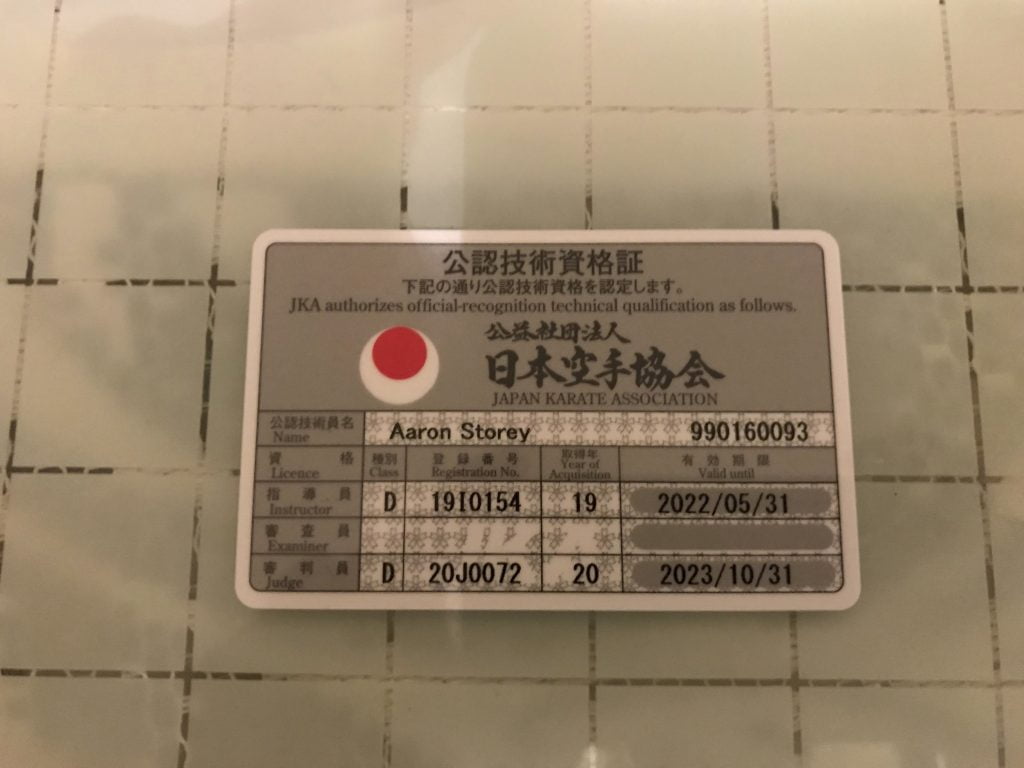 公認技術資格証
下記の通り公認技術資格を認定します。
JKA authorizes official-recognition technical qualification as follows.
公益社団法人
日本空手協会
JAPAN KARATE ASSOCIATION
公認技術員名 Name Aaron Storey 990160093
資格 Licence 種別 Class 登録番号 Registration No. 取得年 Year of Acquisition 有効期限 Valid until
指導員 Instructor D 19I0154 19 2022/05/31
審査員 Examiner
審判員 Judge D 20J0072 20 2023/10/31